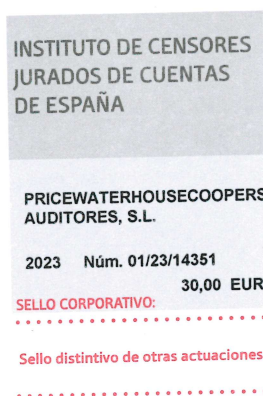 INSTITUTO DE CENSORES
JURADOS DE CUENTAS
DE ESPAÑA
PRICEWATERHOUSECOOPERS
AUDITORES, S.L.
2023 Núm. 01/23/14351
30,00 EUR
SELLO CORPORATIVO:
Sello distintivo de otras actuaciones